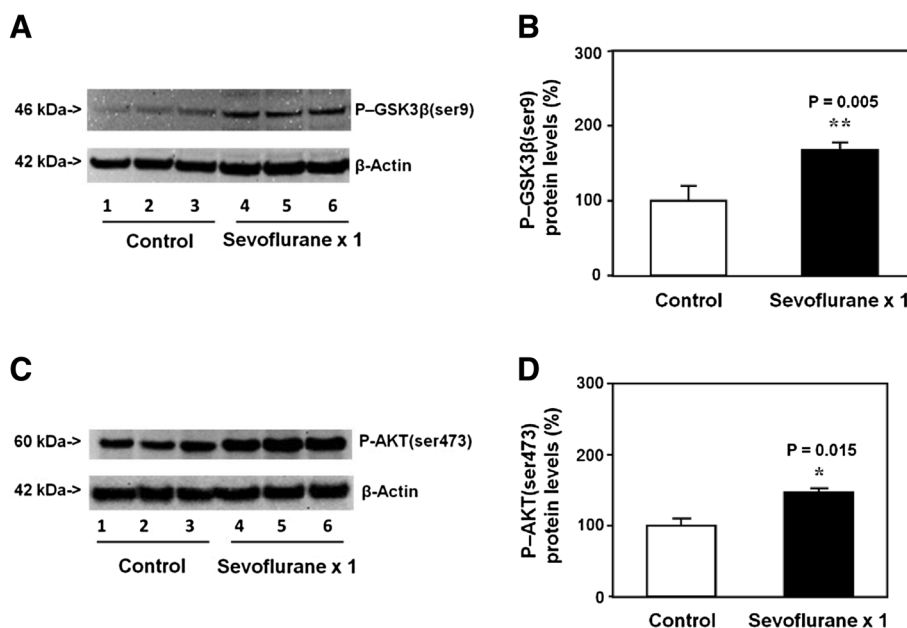 A
46 kDa->
P–GSK3β(ser9)
42 kDa->
β-Actin
1 2 3 4 5 6
Control Sevoflurane x 1
B
P–GSK3β(ser9)
protein levels (%)
300
200
100
0
P = 0.005
**
Control Sevoflurane x 1
C
60 kDa->
P-AKT(ser473)
42 kDa->
β-Actin
1 2 3 4 5 6
Control Sevoflurane x 1
D
P–AKT(ser473)
protein levels (%)
300
200
100
0
P = 0.015
*
Control Sevoflurane x 1